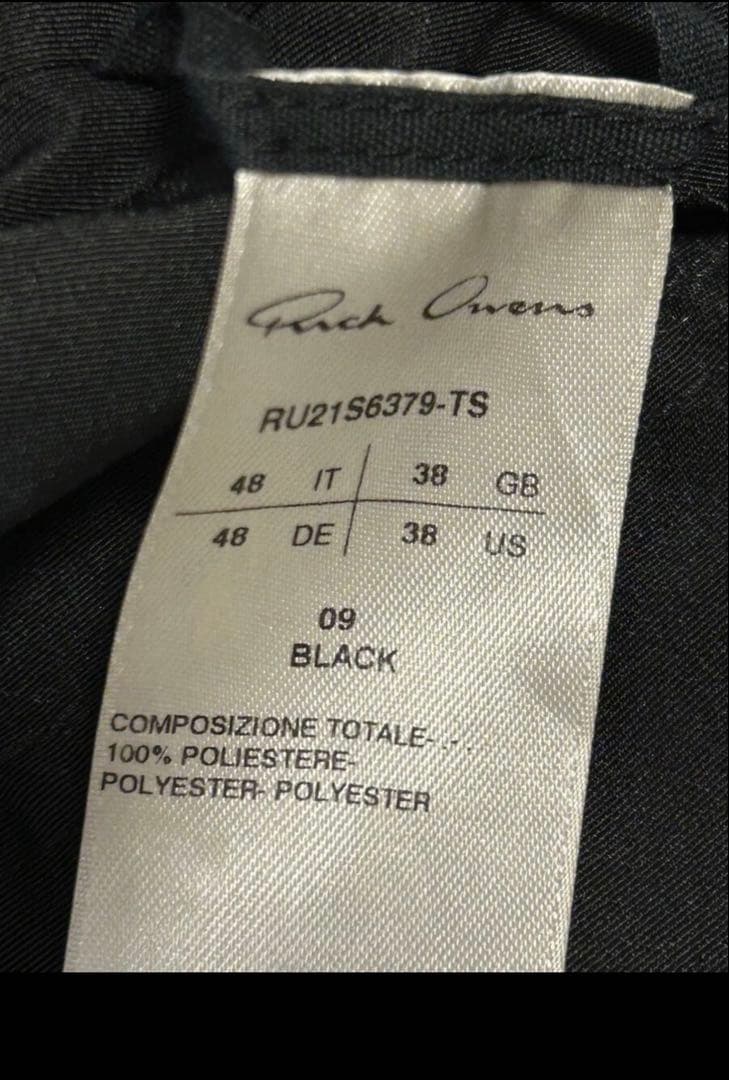 Rick Owens
RU21S6379-TS
48 IT 38 GB
48 DE 38 US
09
BLACK
COMPOSIZIONE TOTALE- .-.
100% POLIESTERE-
POLYESTER- POLYESTER